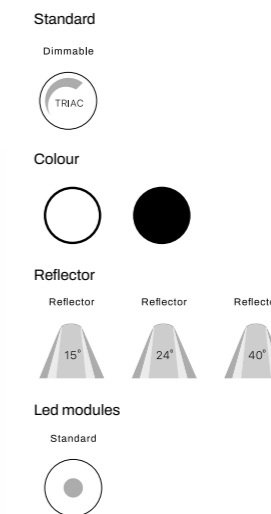 Standard
Dimmable
TRIAC
Colour
Reflector
Reflector Reflector Reflecto
15° 24° 40°
Led modules
Standard